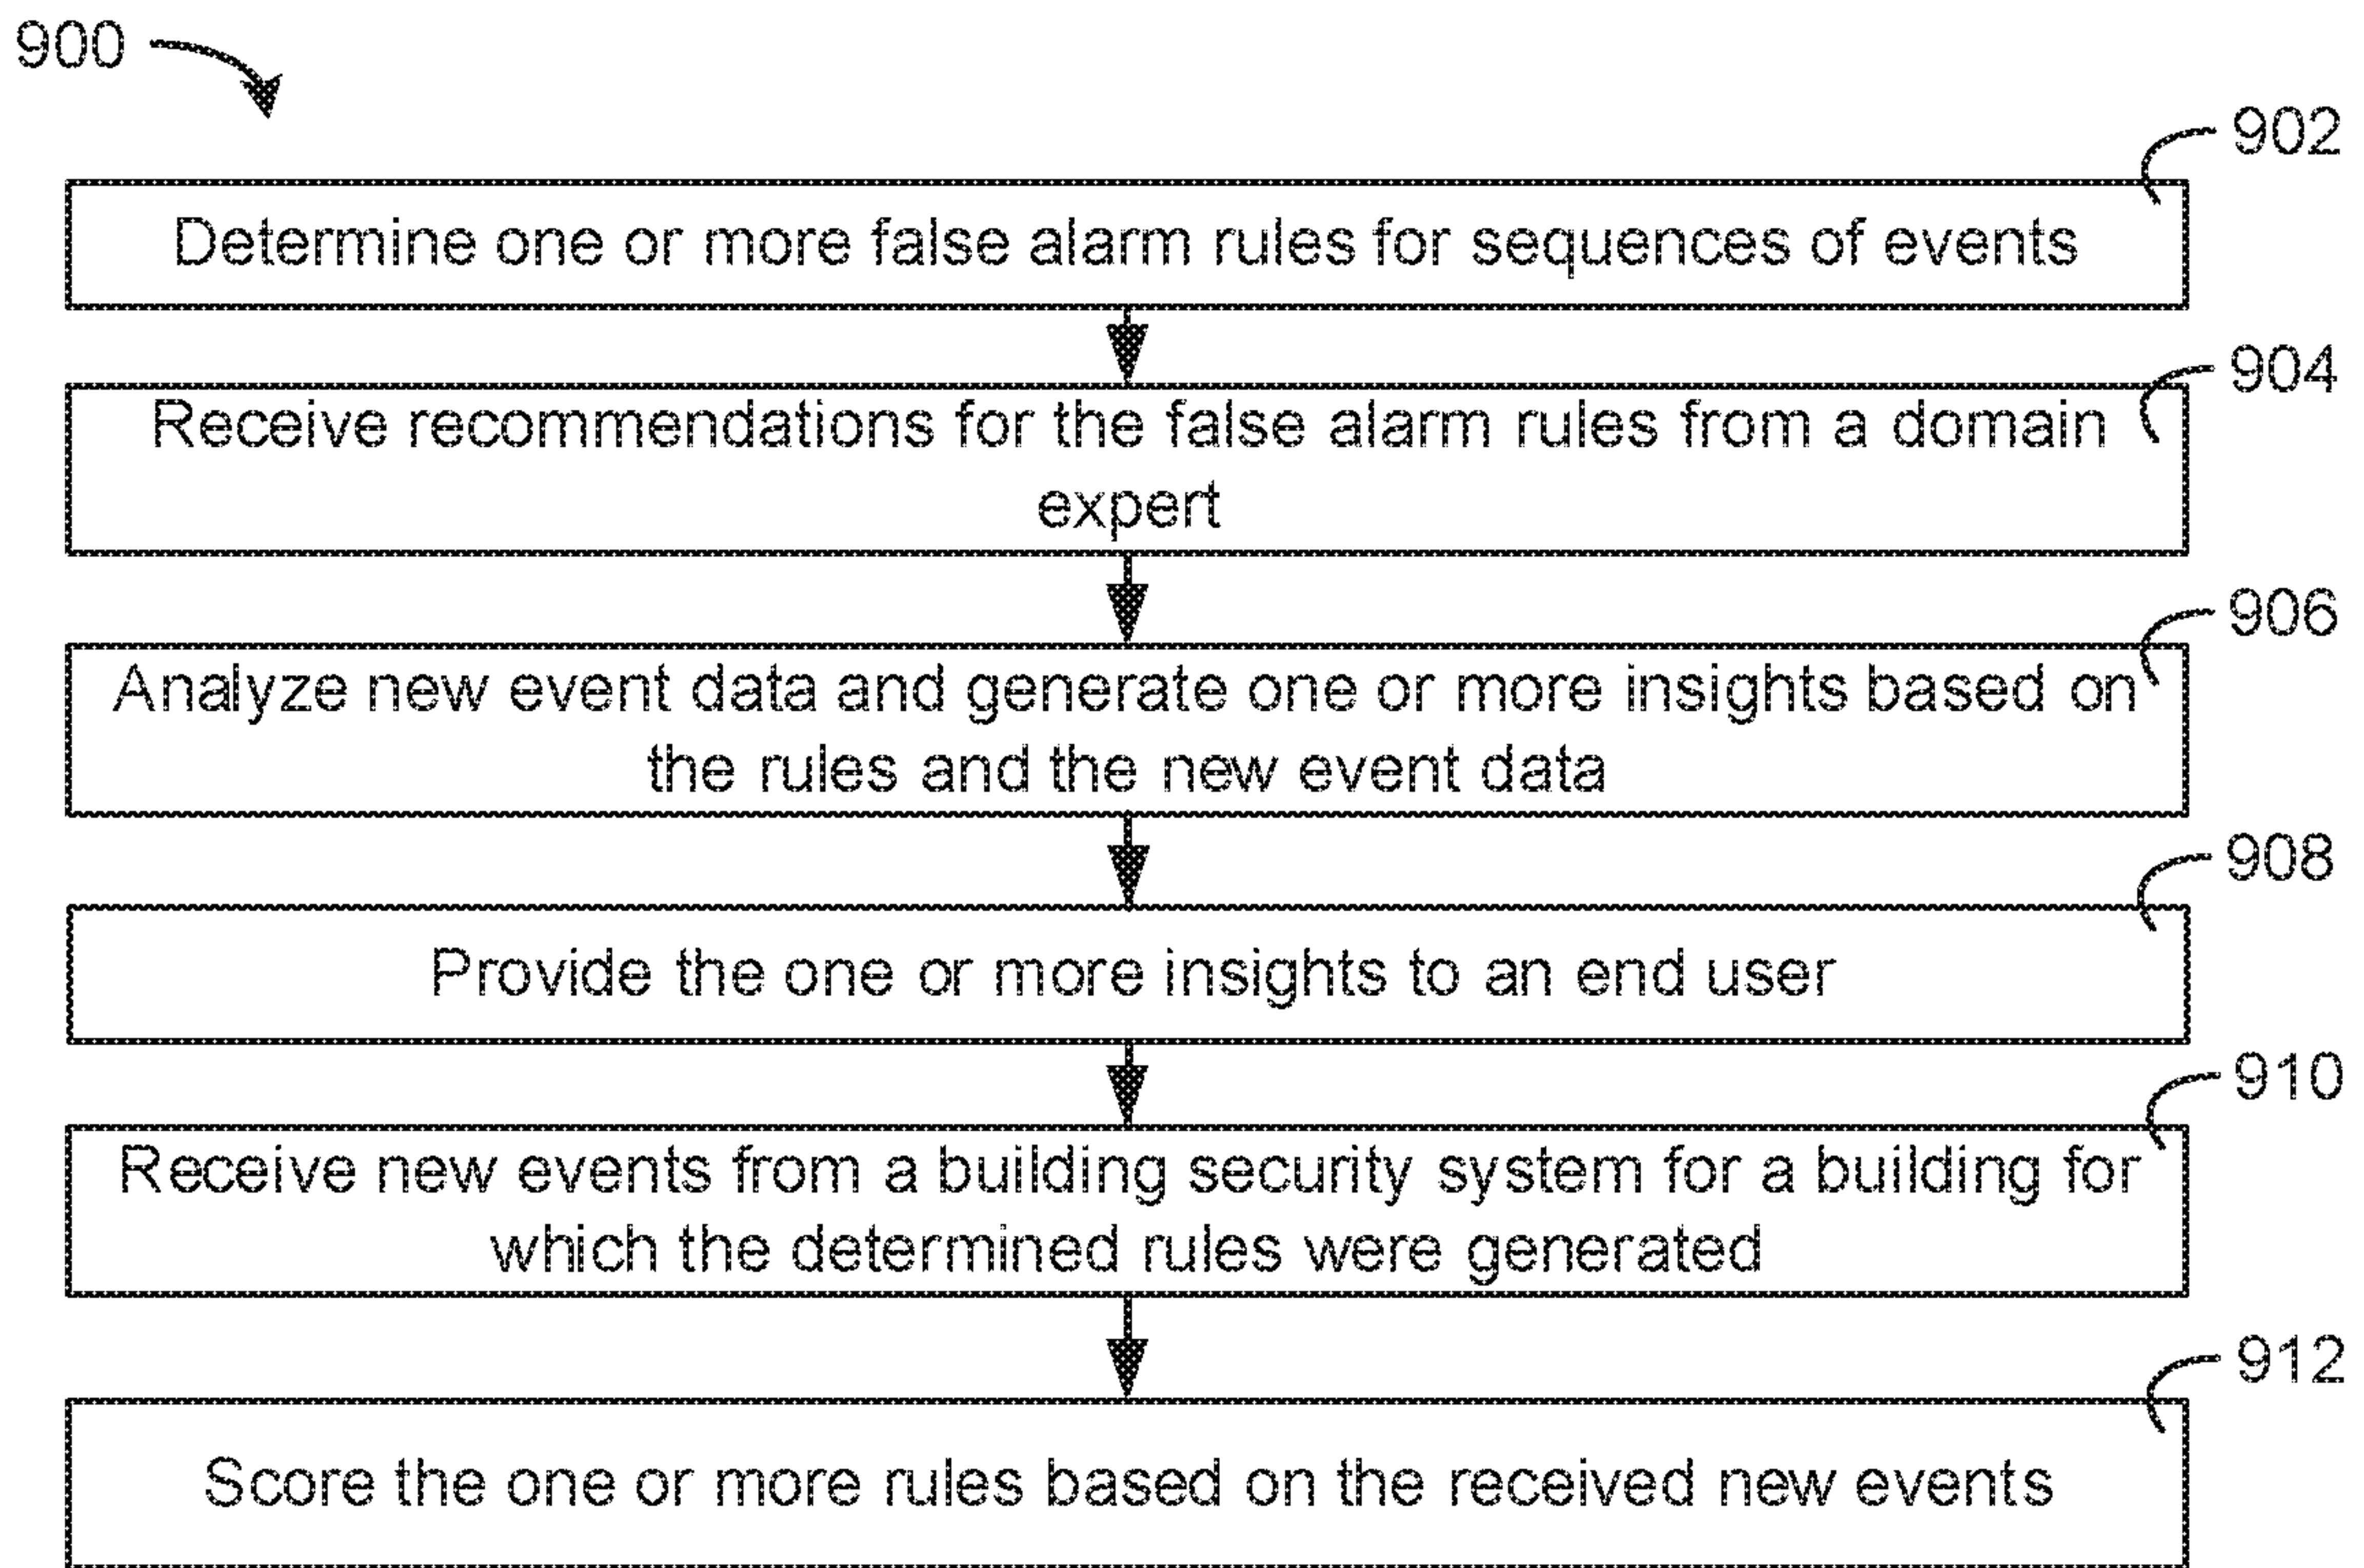 900
902
Determine one or more false alarm rules for sequences of events
904
Receive recommendations for the false alarm rules from a domain
expert
906
Analyze new event data and generate one or more insights based on
the rules and the new event data
908
Provide the one or more insights to an end user
910
Receive new events from a building security system for a building for
which the determined rules were generated
912
Score the one or more rules based on the received new events